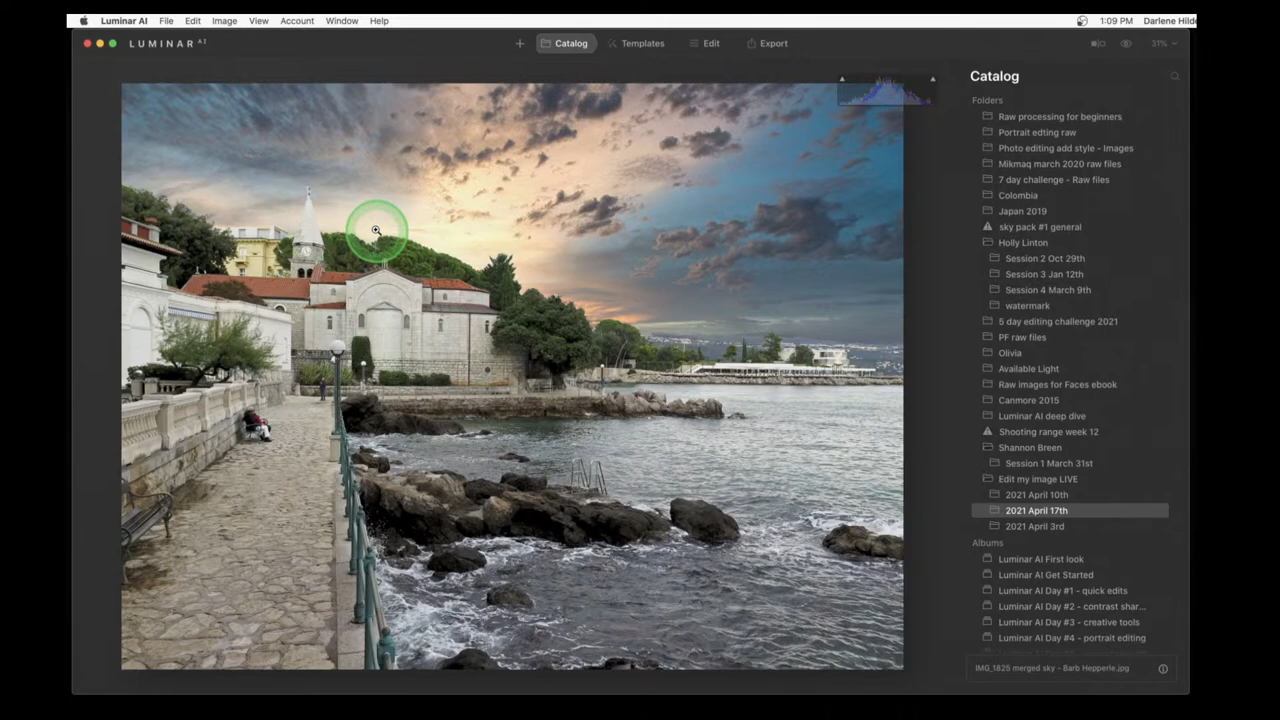 Luminar AI File Edit Image View Account Window Help 1:09 PM Darlene Hild
LUMINAR AI + Catalog Templates Edit Export 31%
Catalog
Folders
Raw processing for beginners
Portrait edting raw
Photo editing add style - Images
Mikmaq march 2020 raw files
7 day challenge - Raw files
Colombia
Japan 2019
sky pack #1 general
Holly Linton
Session 2 Oct 29th
Session 3 Jan 12th
Session 4 March 9th
watermark
5 day editing challenge 2021
PF raw files
Olivia
Available Light
Raw images for Faces ebook
Canmore 2015
Luminar AI deep dive
Shooting range week 12
Shannon Breen
Session 1 March 31st
Edit my image LIVE
2021 April 10th
2021 April 17th
2021 April 3rd
Albums
Luminar AI First look
Luminar AI Get Started
Luminar AI Day #1 - quick edits
Luminar AI Day #2 - contrast shar...
Luminar AI Day #3 - creative tools
Luminar AI Day #4 - portrait editing
IMG_1825 merged sky - Barb Hepperle.jpg